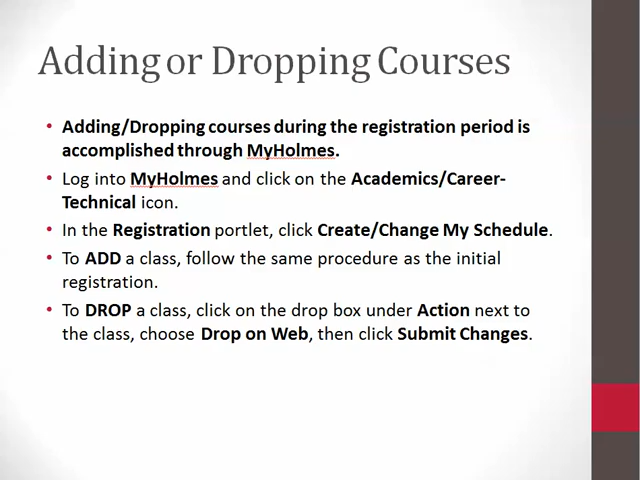 Adding or Dropping Courses
• Adding/Dropping courses during the registration period is
accomplished through MyHolmes.
• Log into MyHolmes and click on the Academics/Career-
Technical icon.
• In the Registration portlet, click Create/Change My Schedule.
• To ADD a class, follow the same procedure as the initial
registration.
• To DROP a class, click on the drop box under Action next to
the class, choose Drop on Web, then click Submit Changes.